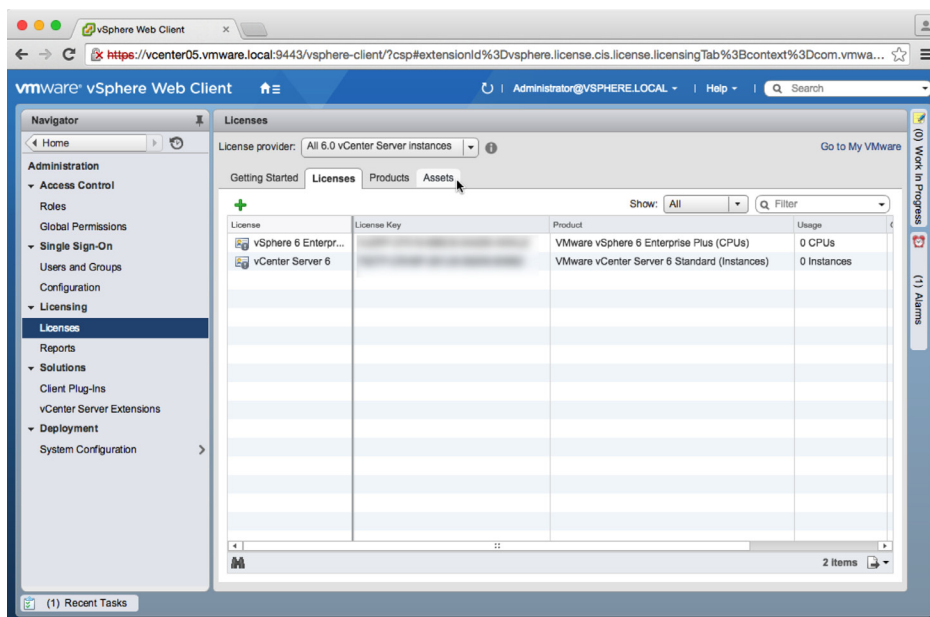 vSphere Web Client
https://vcenter05.vmware.local:9443/vsphere-client/?csp#extensionId%3Dvsphere.license.cis.license.licensingTab%3Bcontext%3Dcom.vmwa...
vmware® vSphere Web Client
Administrator@VSPHERE.LOCAL
Help
Search
Navigator
Home
Administration
Access Control
Roles
Global Permissions
Single Sign-On
Users and Groups
Configuration
Licensing
Licenses
Reports
Solutions
Client Plug-Ins
vCenter Server Extensions
Deployment
System Configuration
Licenses
License provider: All 6.0 vCenter Server instances
Go to My VMware
Getting Started Licenses Products Assets
Show: All Filter
License License Key Product Usage
vSphere 6 Enterpr... VMware vSphere 6 Enterprise Plus (CPUs) 0 CPUs
vCenter Server 6 VMware vCenter Server 6 Standard (Instances) 0 Instances
2 items
(0) Work In Progress
(1) Alarms
(1) Recent Tasks